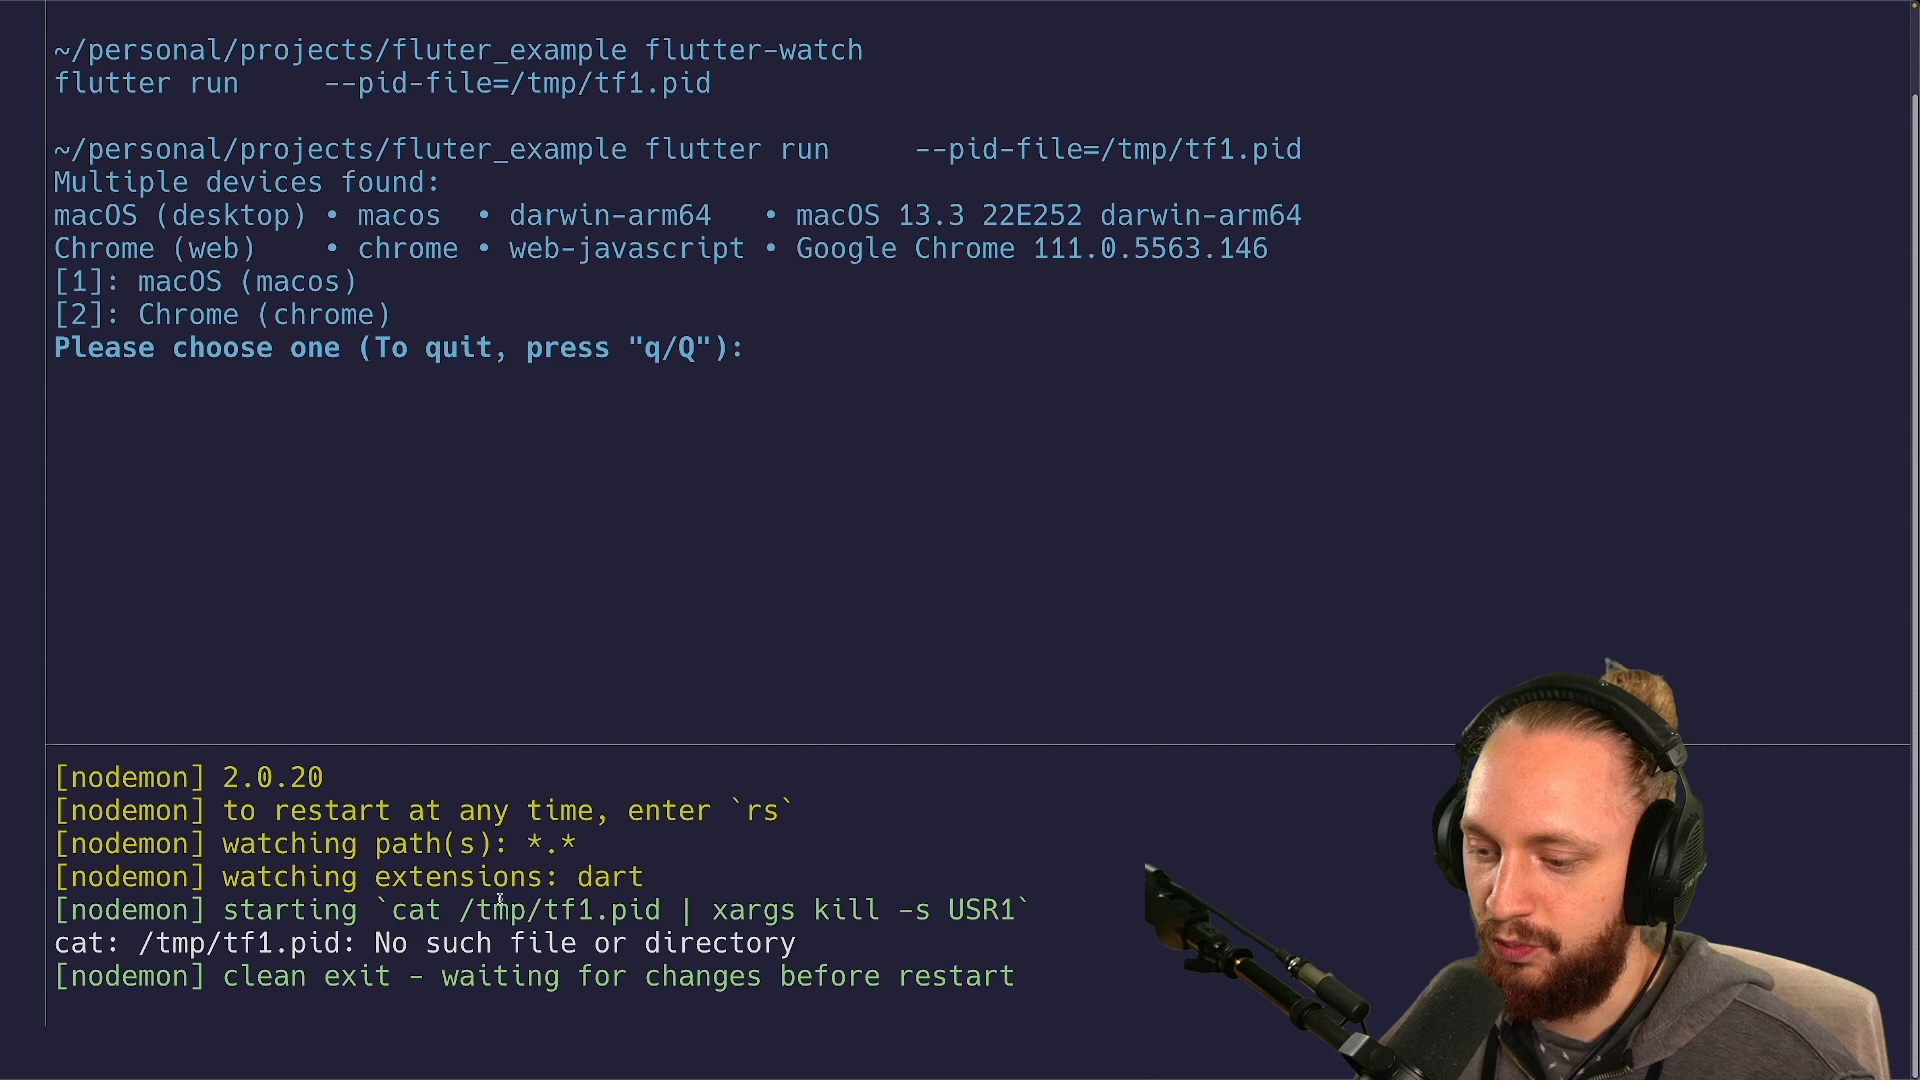 ~/personal/projects/fluter_example flutter-watch
flutter run     --pid-file=/tmp/tf1.pid
~/personal/projects/fluter_example flutter run     --pid-file=/tmp/tf1.pid
Multiple devices found:
macOS (desktop) • macos  • darwin-arm64   • macOS 13.3 22E252 darwin-arm64
Chrome (web)    • chrome • web-javascript • Google Chrome 111.0.5563.146
[1]: macOS (macos)
[2]: Chrome (chrome)
Please choose one (To quit, press "q/Q"):
[nodemon] 2.0.20
[nodemon] to restart at any time, enter `rs`
[nodemon] watching path(s): *.*
[nodemon] watching extensions: dart
[nodemon] starting `cat /tmp/tf1.pid | xargs kill -s USR1`
cat: /tmp/tf1.pid: No such file or directory
[nodemon] clean exit - waiting for changes before restart